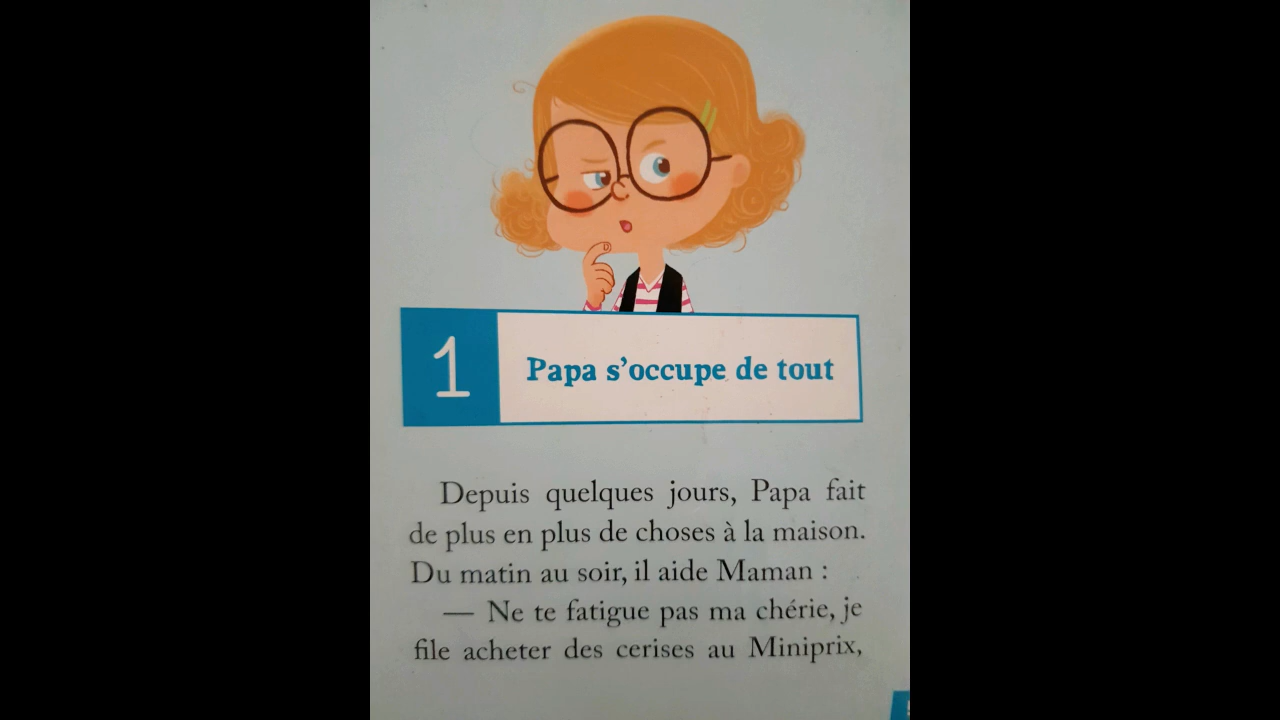 1
Papa s'occupe de tout
Depuis quelques jours, Papa fait
de plus en plus de choses à la maison.
Du matin au soir, il aide Maman :
— Ne te fatigue pas ma chérie, je
file acheter des cerises au Miniprix,